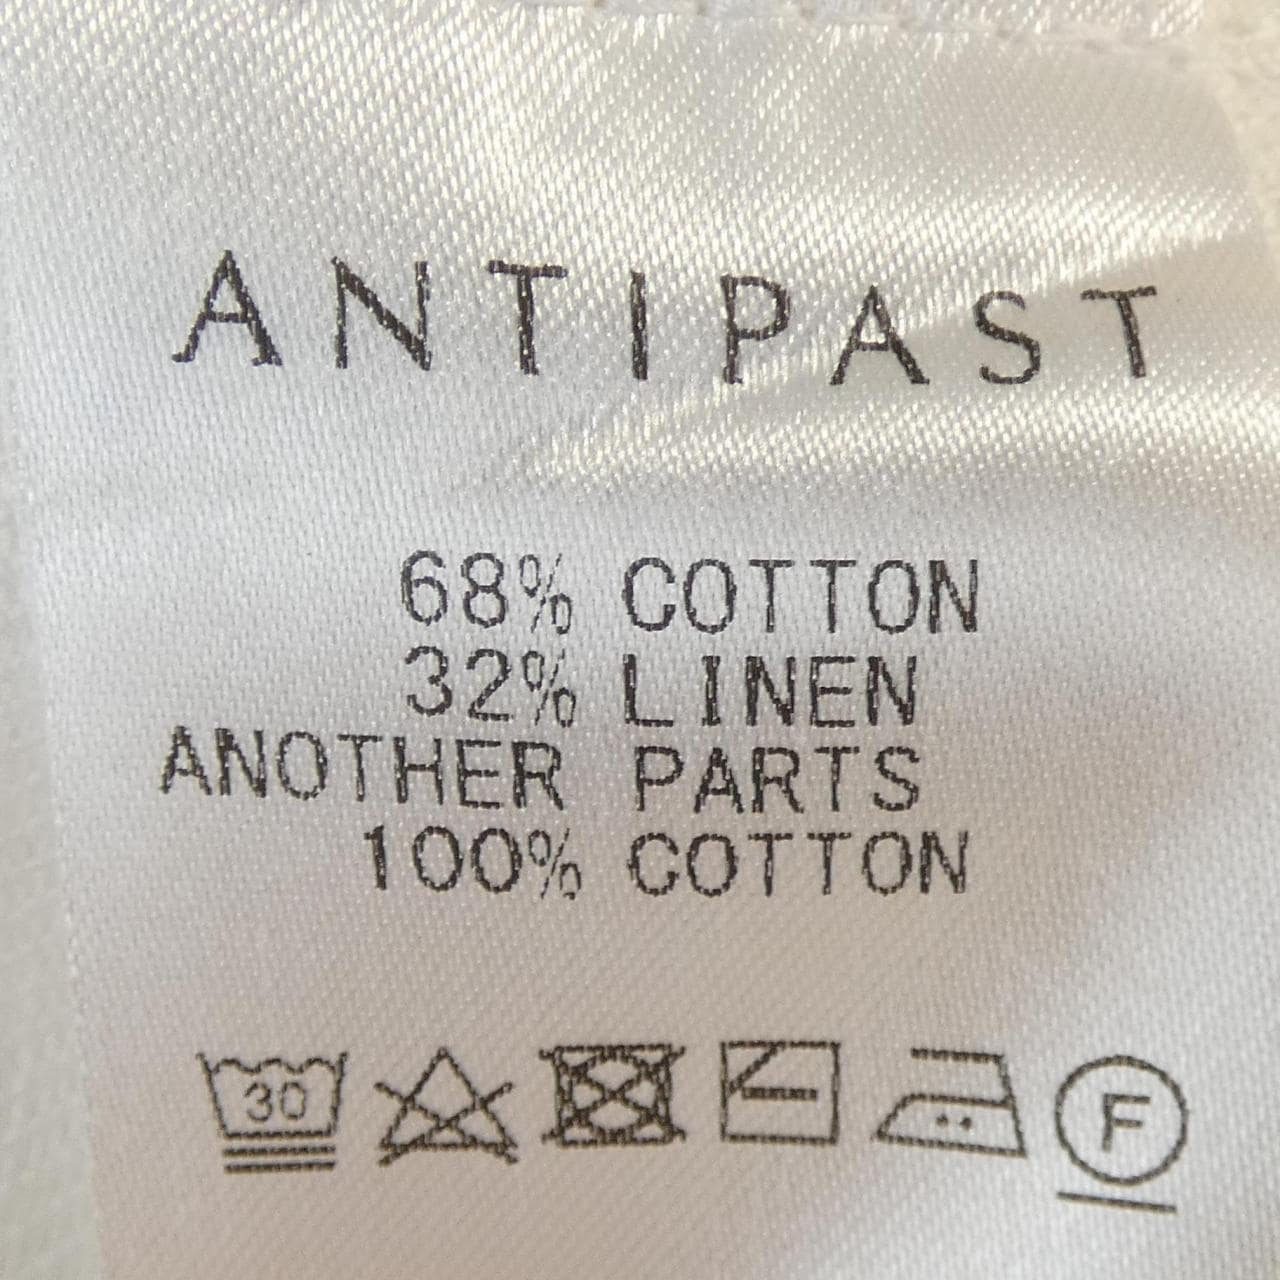 ANTIPAST
68% COTTON
32% LINEN
ANOTHER PARTS
100% COTTON
30
F